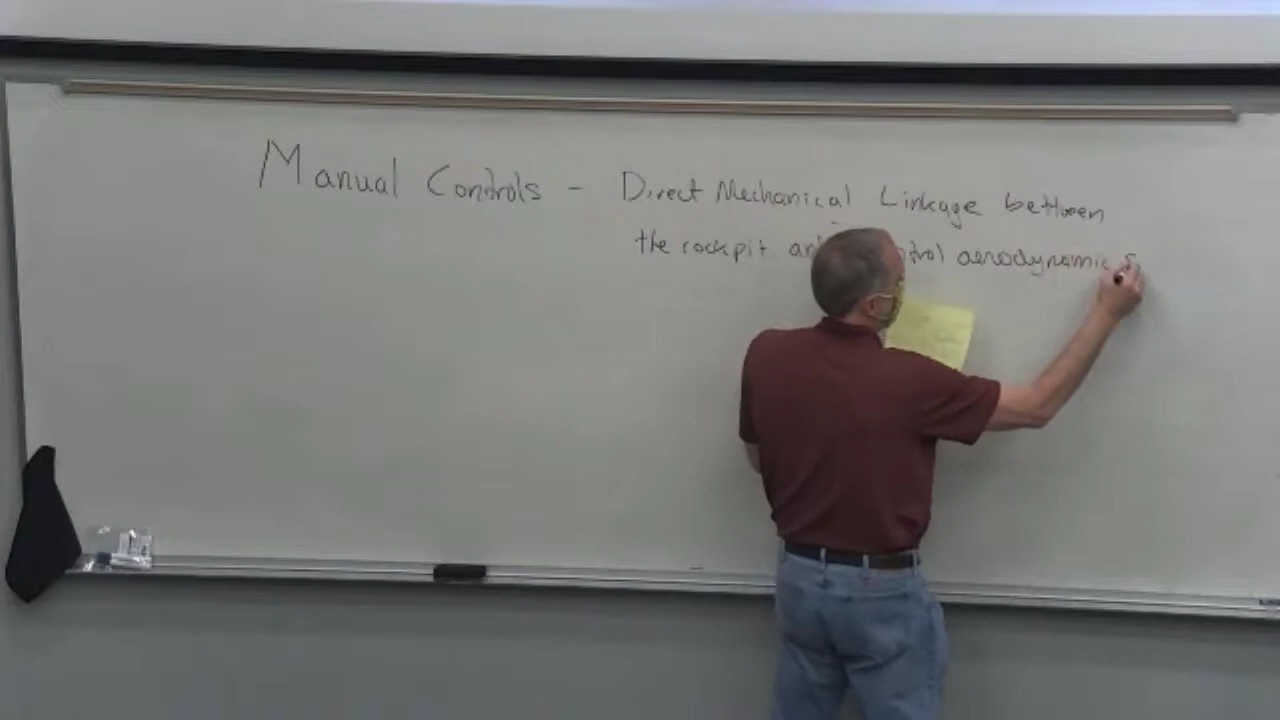 Manual Controls - Direct Mechanical Linkage between
the cockpit aerodynamic